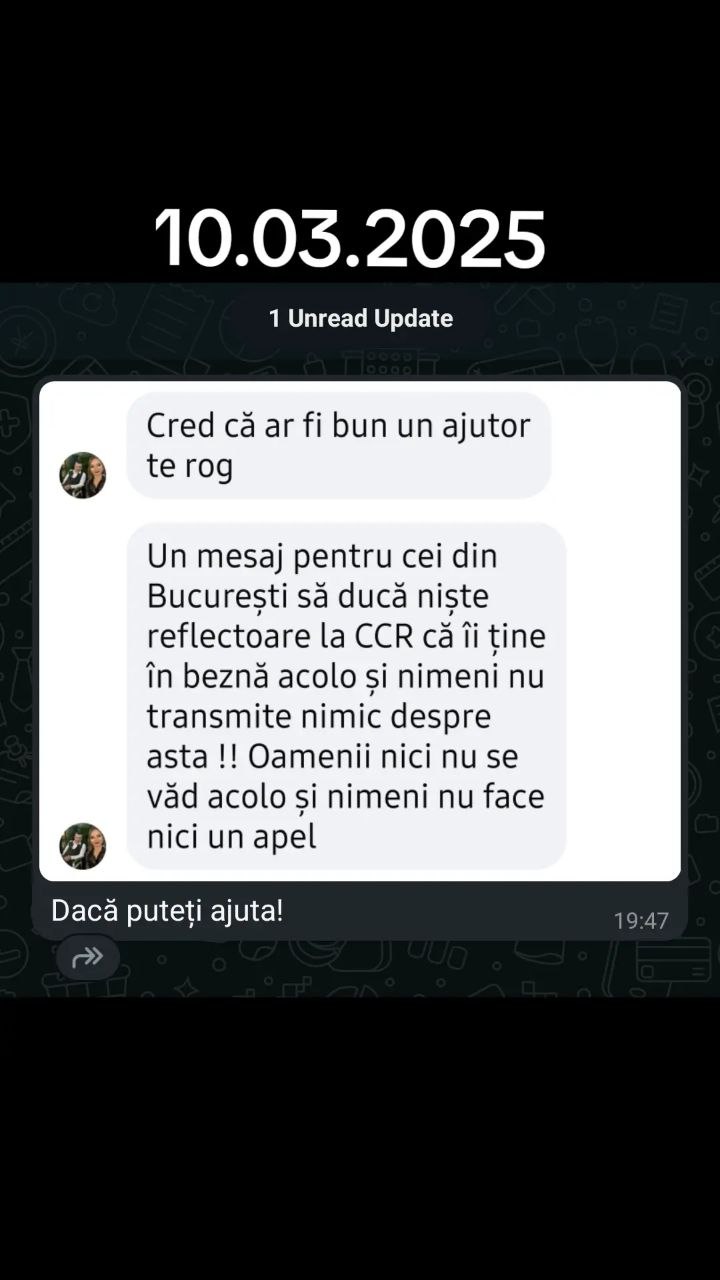 10.03.2025
1 Unread Update
Cred că ar fi bun un ajutor
te rog
Un mesaj pentru cei din
București să ducă niște
reflectoare la CCR că îi ține
în beznă acolo și nimeni nu
transmite nimic despre
asta !! Oamenii nici nu se
văd acolo și nimeni nu face
nici un apel
Dacă puteți ajuta!
19:47